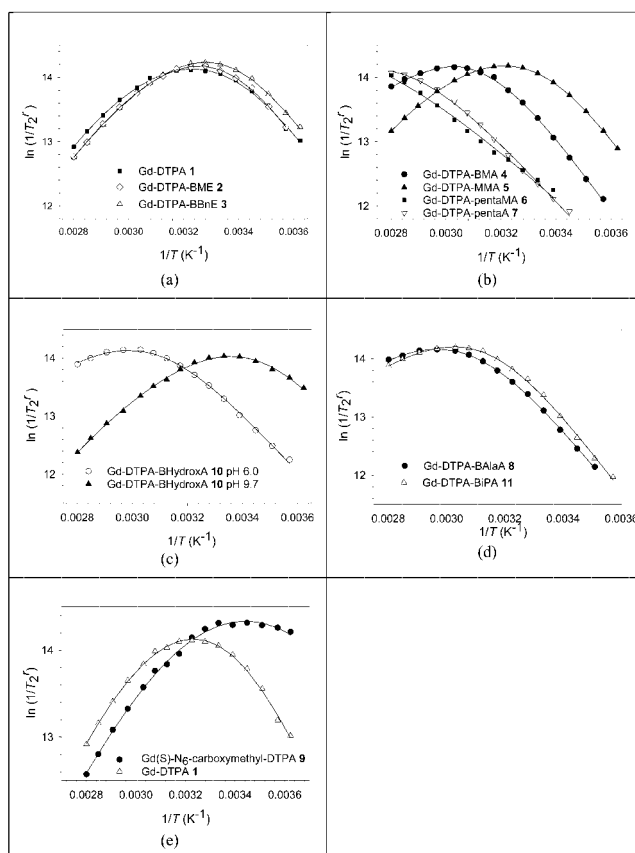 ln (1/T2r)
14
13
12
Gd-DTPA 1
Gd-DTPA-BME 2
Gd-DTPA-BBnE 3
0.0028 0.0030 0.0032 0.0034 0.0036
1/T (K-1)
(a)
ln (1/T2r)
14
13
12
Gd-DTPA-BMA 4
Gd-DTPA-MMA 5
Gd-DTPA-pentaMA 6
Gd-DTPA-pentaA 7
0.0028 0.0030 0.0032 0.0034 0.0036
1/T (K-1)
(b)
ln (1/T2r)
14
13
12
Gd-DTPA-BHydroxA 10 pH 6.0
Gd-DTPA-BHydroxA 10 pH 9.7
0.0028 0.0030 0.0032 0.0034 0.0036
1/T (K-1)
(c)
ln (1/T2r)
14
13
12
Gd-DTPA-BAlaA 8
Gd-DTPA-BiPA 11
0.0028 0.0030 0.0032 0.0034 0.0036
1/T (K-1)
(d)
ln (1/T2r)
14
13
Gd(S)-N6-carboxymethyl-DTPA 9
Gd-DTPA 1
0.0028 0.0030 0.0032 0.0034 0.0036
1/T (K-1)
(e)